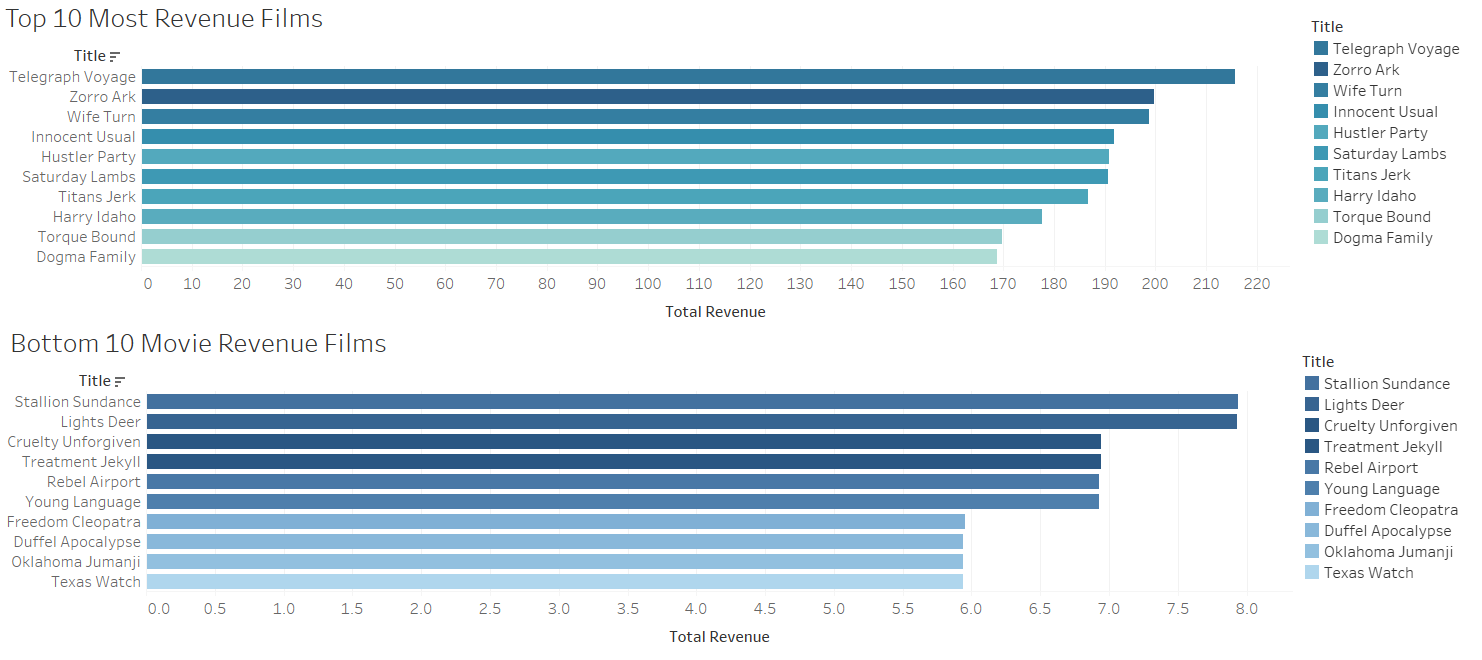 Top 10 Most Revenue Films
Title
Telegraph Voyage
Zorro Ark
Wife Turn
Innocent Usual
Hustler Party
Saturday Lambs
Titans Jerk
Harry Idaho
Torque Bound
Dogma Family
0 10 20 30 40 50 60 70 80 90 100 110 120 130 140 150 160 170 180 190 200 210 220
Total Revenue
Title
Telegraph Voyage
Zorro Ark
Wife Turn
Innocent Usual
Hustler Party
Saturday Lambs
Titans Jerk
Harry Idaho
Torque Bound
Dogma Family
Bottom 10 Movie Revenue Films
Title
Stallion Sundance
Lights Deer
Cruelty Unforgiven
Treatment Jekyll
Rebel Airport
Young Language
Freedom Cleopatra
Duffel Apocalypse
Oklahoma Jumanji
Texas Watch
0.0 0.5 1.0 1.5 2.0 2.5 3.0 3.5 4.0 4.5 5.0 5.5 6.0 6.5 7.0 7.5 8.0
Total Revenue
Title
Stallion Sundance
Lights Deer
Cruelty Unforgiven
Treatment Jekyll
Rebel Airport
Young Language
Freedom Cleopatra
Duffel Apocalypse
Oklahoma Jumanji
Texas Watch